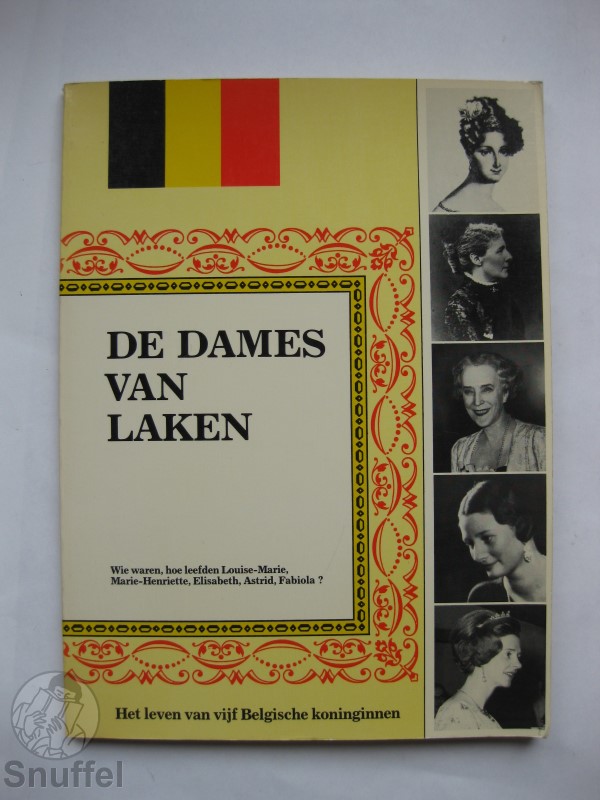 DE DAMES
VAN
LAKEN
Wie waren, hoe leefden Louise-Marie,
Marie-Henriette, Elisabeth, Astrid, Fabiola ?
Het leven van vijf Belgische koninginnen
Snuffel